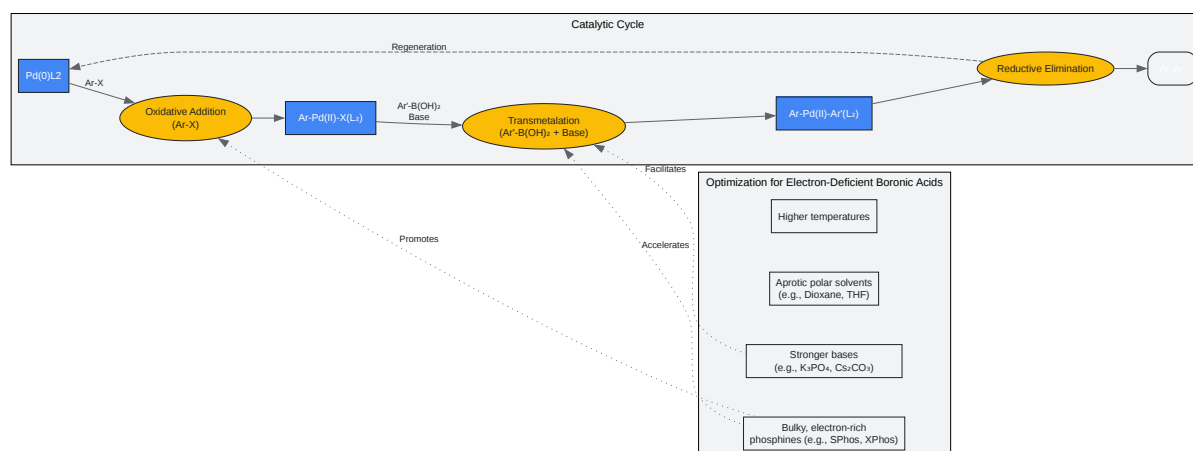 Catalytic Cycle
Regeneration
Pd(0)L2
Ar-X
Oxidative Addition
(Ar-X)
Ar-Pd(II)-X(L₂)
Ar'-B(OH)₂
Base
Transmetalation
(Ar'-B(OH)₂ + Base)
Ar-Pd(II)-Ar'(L₂)
Reductive Elimination
Ar-Ar'
Facilitates
Accelerates
Promotes
Optimization for Electron-Deficient Boronic Acids
Higher temperatures
Aprotic polar solvents
(e.g., Dioxane, THF)
Stronger bases
(e.g., K₃PO₄, Cs₂CO₃)
Bulky, electron-rich
phosphines (e.g., SPhos, XPhos)